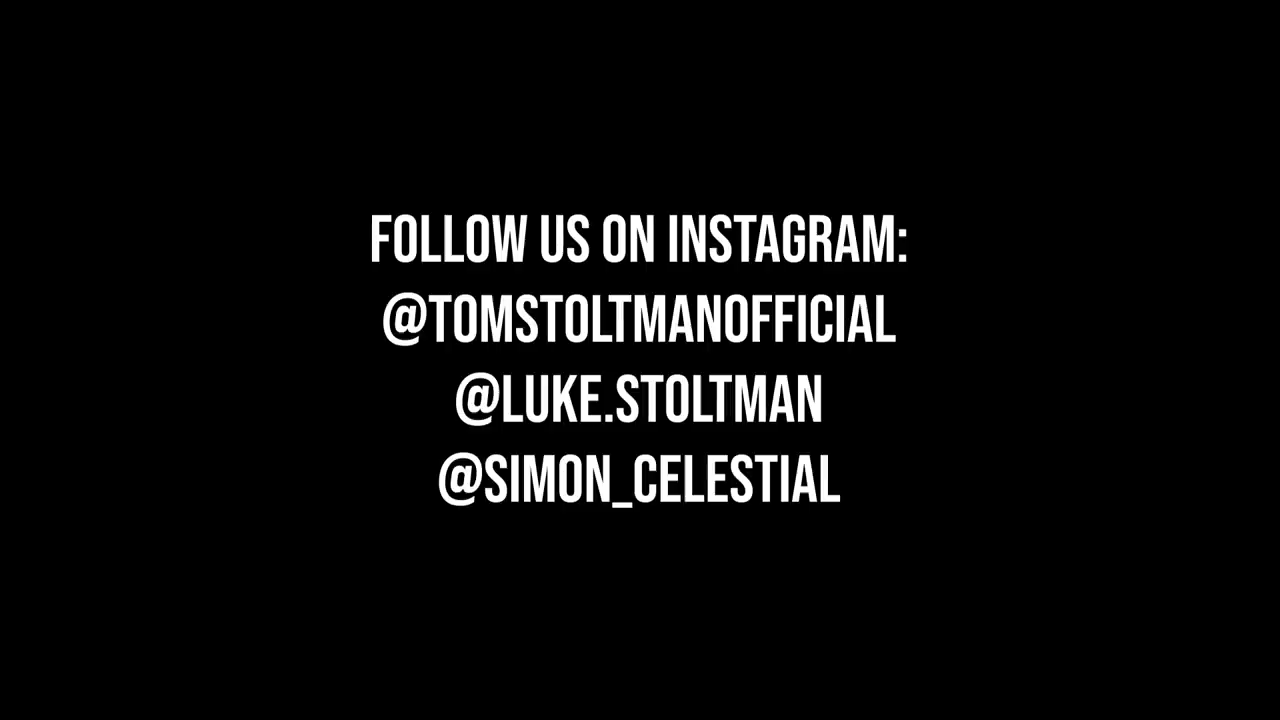 FOLLOW US ON INSTAGRAM:
@TOMSTOLTMANOFFICIAL
@LUKE.STOLTMAN
@SIMON_CELESTIAL